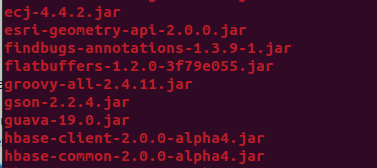 ecj-4.4.2.jar
esri-geometry-api-2.0.0.jar
findbugs-annotations-1.3.9-1.jar
flatbuffers-1.2.0-3f79e055.jar
groovy-all-2.4.11.jar
gson-2.2.4.jar
guava-19.0.jar
hbase-client-2.0.0-alpha4.jar
hbase-common-2.0.0-alpha4.jar